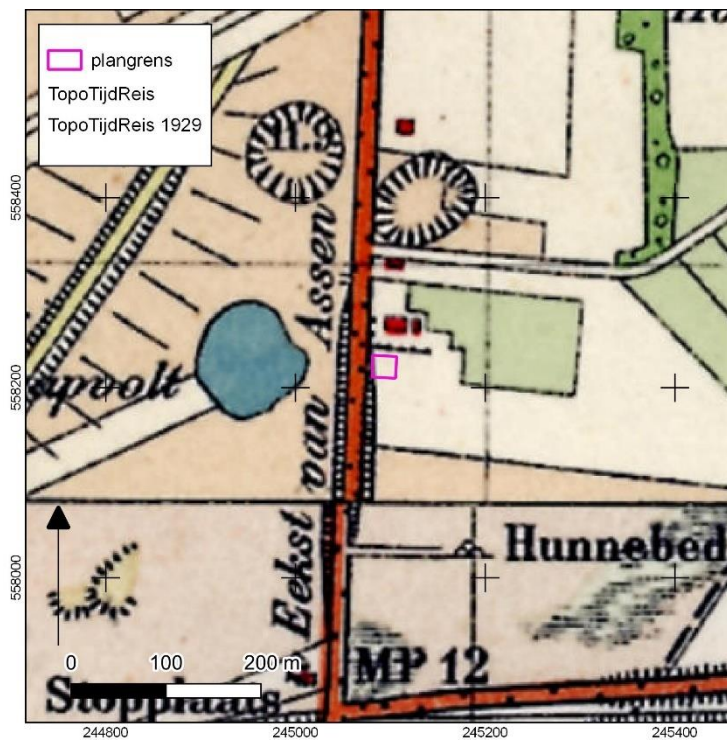 plangrens
TopoTijdReis
TopoTijdReis 1929
558400
van Assen
558200
Hunnebed
558000
Eekst
0 100 200 m
MP 12
Stopplaats
244800 245000 245200 245400